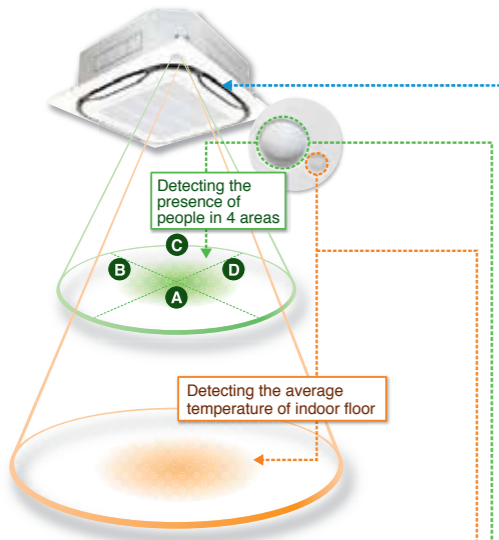 Detecting the
presence of
people in 4 areas
C
B
D
A
Detecting the average
temperature of indoor floor